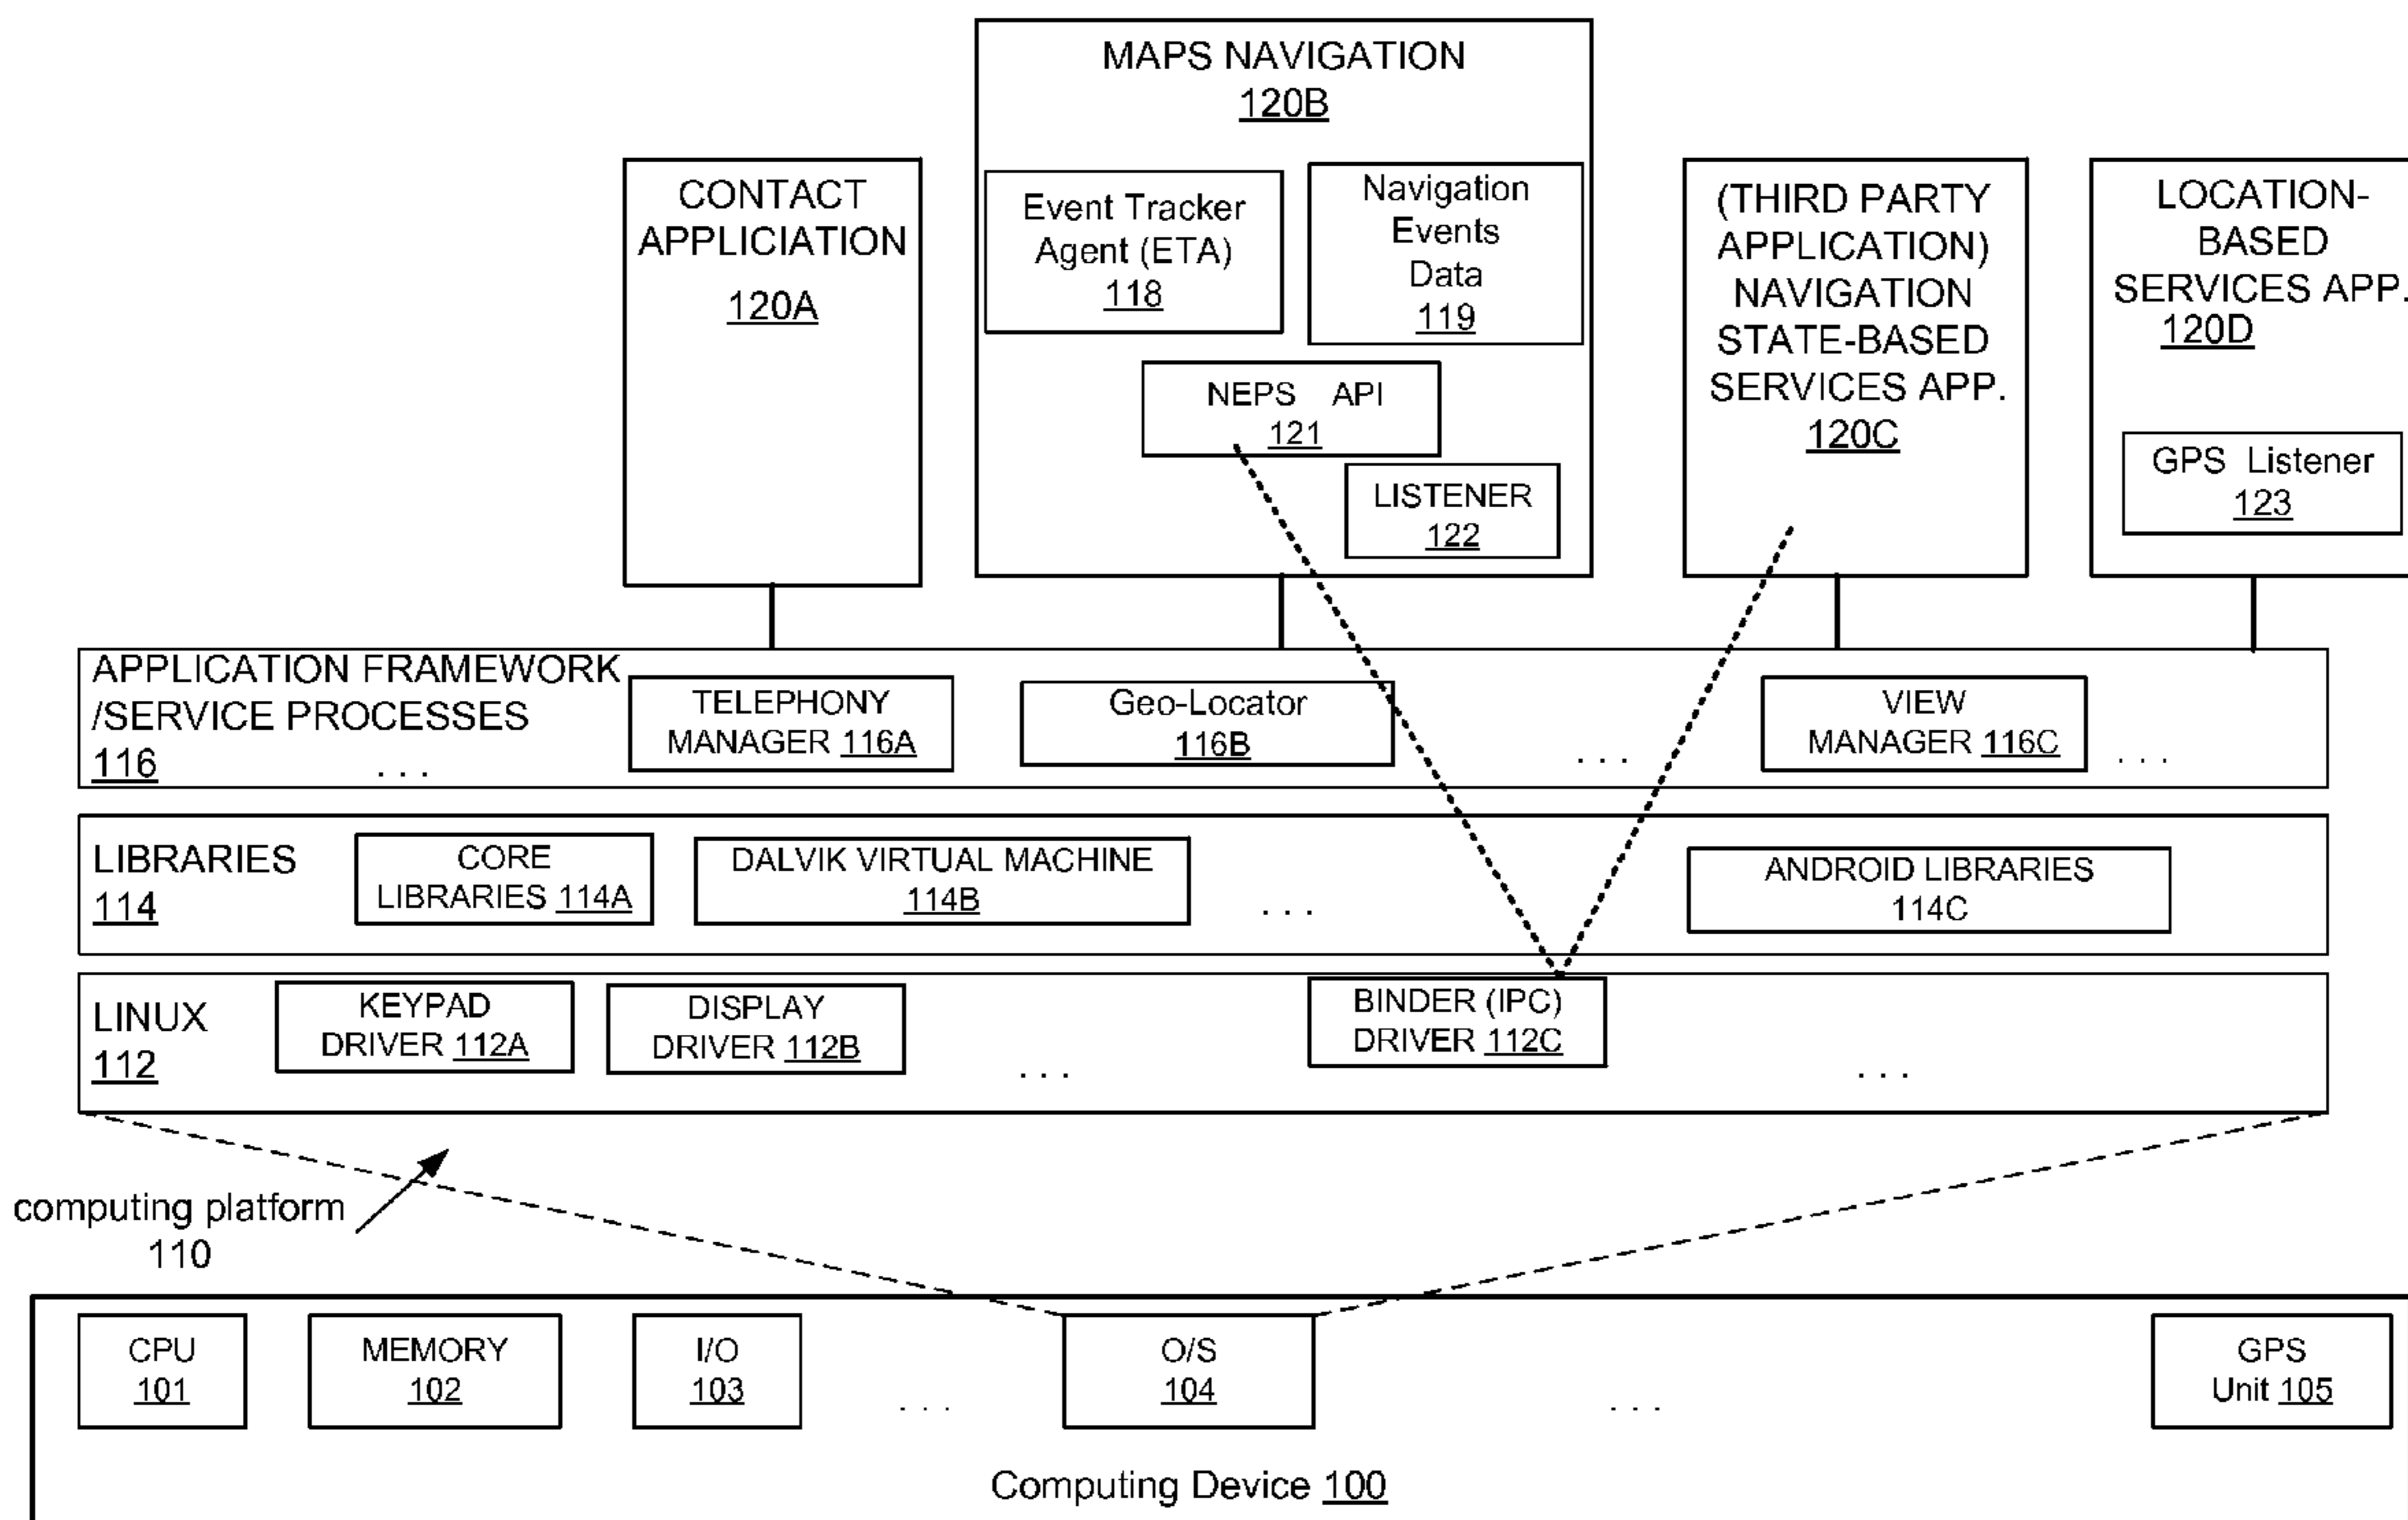 MAPS NAVIGATION
120B
Event Tracker
Agent (ETA)
118
Navigation
Events
Data
119
NEPS API
121
LISTENER
122
CONTACT
APPLICIATION
120A
(THIRD PARTY
APPLICATION)
NAVIGATION
STATE-BASED
SERVICES APP.
120C
LOCATION-
BASED
SERVICES APP.
120D
GPS Listener
123
APPLICATION FRAMEWORK
/SERVICE PROCESSES
116
. . .
TELEPHONY
MANAGER 116A
Geo-Locator
116B
. . .
VIEW
MANAGER 116C
. . .
LIBRARIES
114
CORE
LIBRARIES 114A
DALVIK VIRTUAL MACHINE
114B
. . .
ANDROID LIBRARIES
114C
LINUX
112
KEYPAD
DRIVER 112A
DISPLAY
DRIVER 112B
. . .
BINDER (IPC)
DRIVER 112C
. . .
computing platform
110
CPU
101
MEMORY
102
I/O
103
. . .
O/S
104
. . .
GPS
Unit 105
Computing Device 100